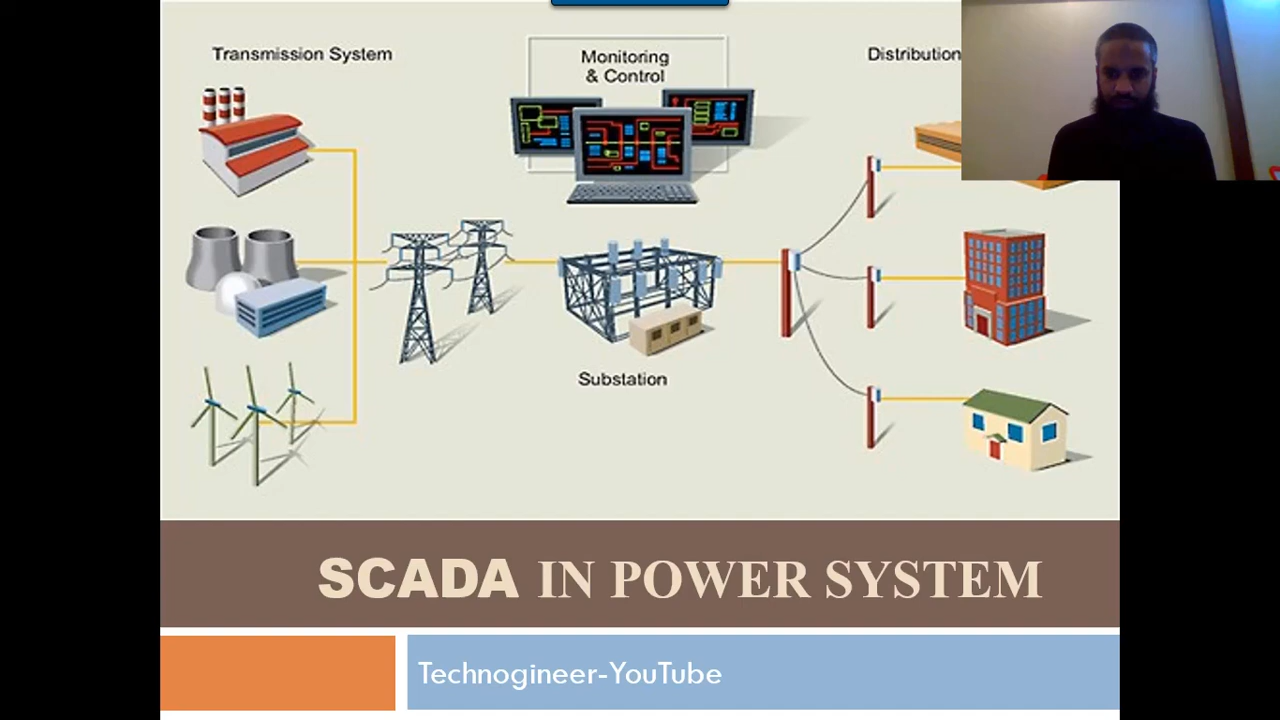 Transmission System
Monitoring
& Control
Distribution
Substation
SCADA IN POWER SYSTEM
Technogineer-YouTube